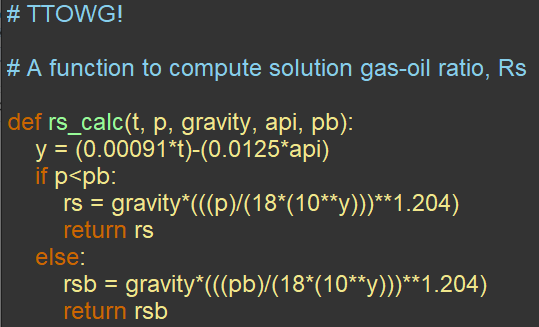 # TTOWG!
# A function to compute solution gas-oil ratio, Rs
def rs_calc(t, p, gravity, api, pb):
    y = (0.00091*t)-(0.0125*api)
    if p<pb:
        rs = gravity*(((p)/(18*(10**y)))**1.204)
        return rs
    else:
        rsb = gravity*(((pb)/(18*(10**y)))**1.204)
        return rsb